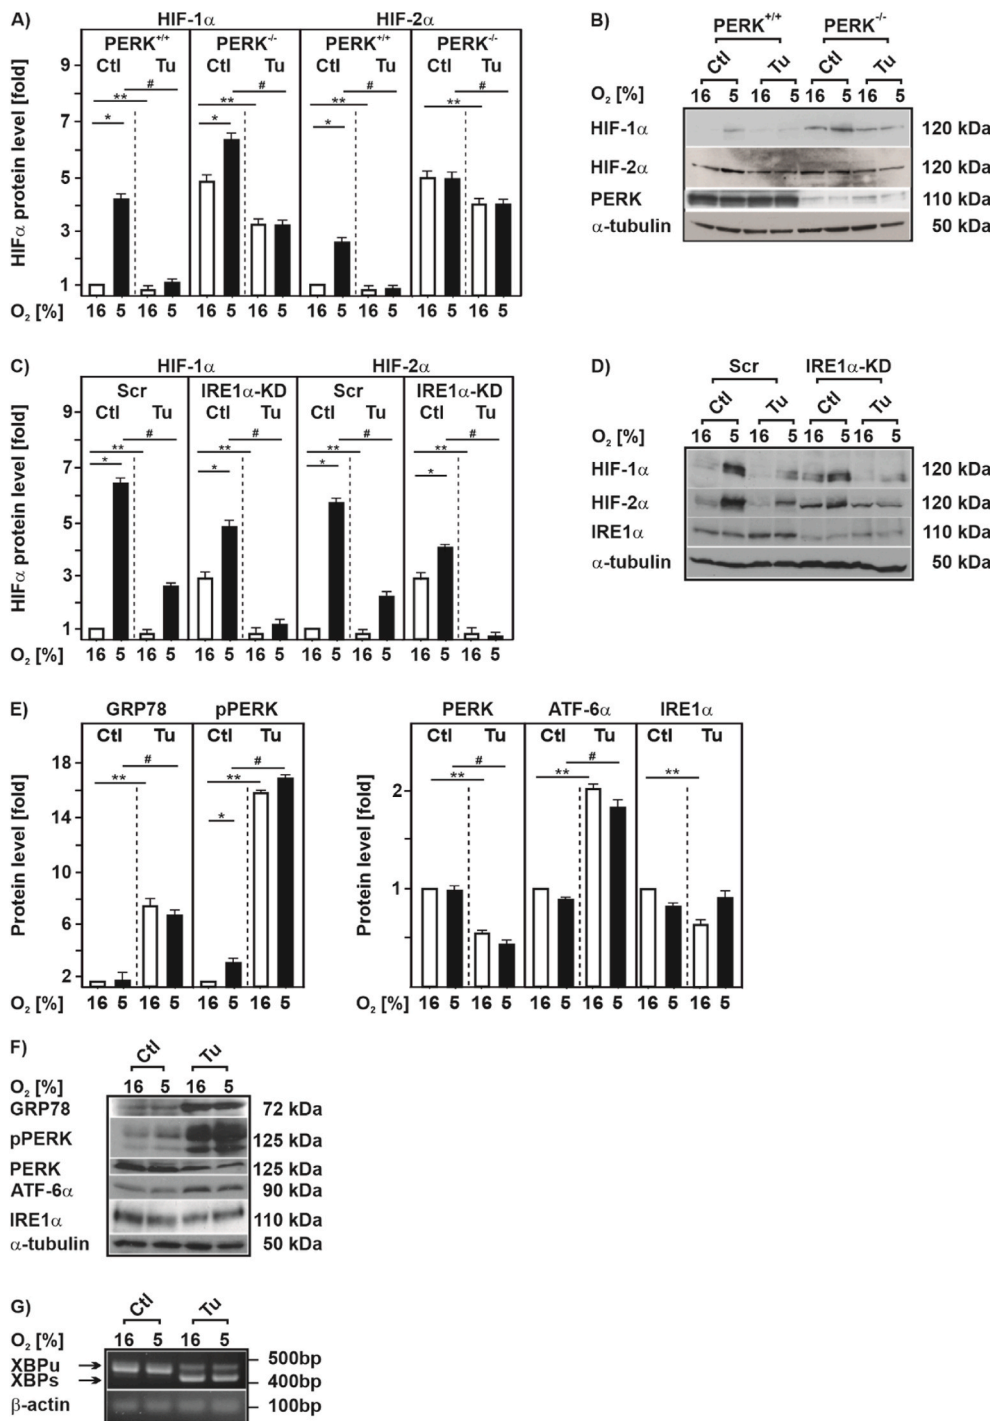 A)
HIF-1α HIF-2α
PERK+/+ PERK-/- PERK+/+ PERK-/-
Ctl Tu Ctl Tu Ctl Tu Ctl Tu
HIFα protein level [fold]
9
7
5
3
1
# # # #
** ** ** **
* * *
O2 [%] 16 5 16 5 16 5 16 5 16 5 16 5 16 5 16 5
B)
PERK+/+ PERK-/-
Ctl Tu Ctl Tu
O2 [%] 16 5 16 5 16 5 16 5
HIF-1α 120 kDa
HIF-2α 120 kDa
PERK 110 kDa
α-tubulin 50 kDa
C)
HIF-1α HIF-2α
Scr IRE1α-KD Scr IRE1α-KD
Ctl Tu Ctl Tu Ctl Tu Ctl Tu
HIFα protein level [fold]
9
7
5
3
1
# # # #
** ** ** **
* * * *
O2 [%] 16 5 16 5 16 5 16 5 16 5 16 5 16 5 16 5
D)
Scr IRE1α-KD
Ctl Tu Ctl Tu
O2 [%] 16 5 16 5 16 5 16 5
HIF-1α 120 kDa
HIF-2α 120 kDa
IRE1α 110 kDa
α-tubulin 50 kDa
E)
GRP78 pPERK
Ctl Tu Ctl Tu
Protein level [fold]
18
14
10
6
2
# #
** **
*
O2 [%] 16 5 16 5 16 5 16 5
PERK ATF-6α IRE1α
Ctl Tu Ctl Tu Ctl Tu
Protein level [fold]
2
1
# #
** ** **
O2 [%] 16 5 16 5 16 5 16 5 16 5 16 5
F)
Ctl Tu
O2 [%] 16 5 16 5
GRP78 72 kDa
pPERK 125 kDa
PERK 125 kDa
ATF-6α 90 kDa
IRE1α 110 kDa
α-tubulin 50 kDa
G)
Ctl Tu
O2 [%] 16 5 16 5
XBPu → 500bp
XBPs → 400bp
β-actin 100bp